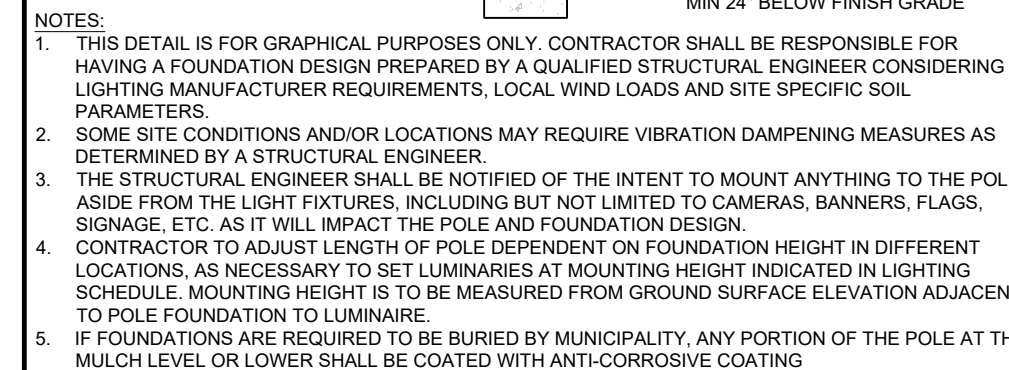 MIN 24" BELOW FINISH GRADE
NOTES:
1. THIS DETAIL IS FOR GRAPHICAL PURPOSES ONLY. CONTRACTOR SHALL BE RESPONSIBLE FOR
HAVING A FOUNDATION DESIGN PREPARED BY A QUALIFIED STRUCTURAL ENGINEER CONSIDERING
LIGHTING MANUFACTURER REQUIREMENTS, LOCAL WIND LOADS AND SITE SPECIFIC SOIL
PARAMETERS.
2. SOME SITE CONDITIONS AND/OR LOCATIONS MAY REQUIRE VIBRATION DAMPENING MEASURES AS
DETERMINED BY A STRUCTURAL ENGINEER.
3. THE STRUCTURAL ENGINEER SHALL BE NOTIFIED OF THE INTENT TO MOUNT ANYTHING TO THE POL
ASIDE FROM THE LIGHT FIXTURES, INCLUDING BUT NOT LIMITED TO CAMERAS, BANNERS, FLAGS,
SIGNAGE, ETC. AS IT WILL IMPACT THE POLE AND FOUNDATION DESIGN.
4. CONTRACTOR TO ADJUST LENGTH OF POLE DEPENDENT ON FOUNDATION HEIGHT IN DIFFERENT
LOCATIONS, AS NECESSARY TO SET LUMINARIES AT MOUNTING HEIGHT INDICATED IN LIGHTING
SCHEDULE. MOUNTING HEIGHT IS TO BE MEASURED FROM GROUND SURFACE ELEVATION ADJACEN
TO POLE FOUNDATION TO LUMINAIRE.
5. IF FOUNDATIONS ARE REQUIRED TO BE BURIED BY MUNICIPALITY, ANY PORTION OF THE POLE AT TH
MULCH LEVEL OR LOWER SHALL BE COATED WITH ANTI-CORROSIVE COATING